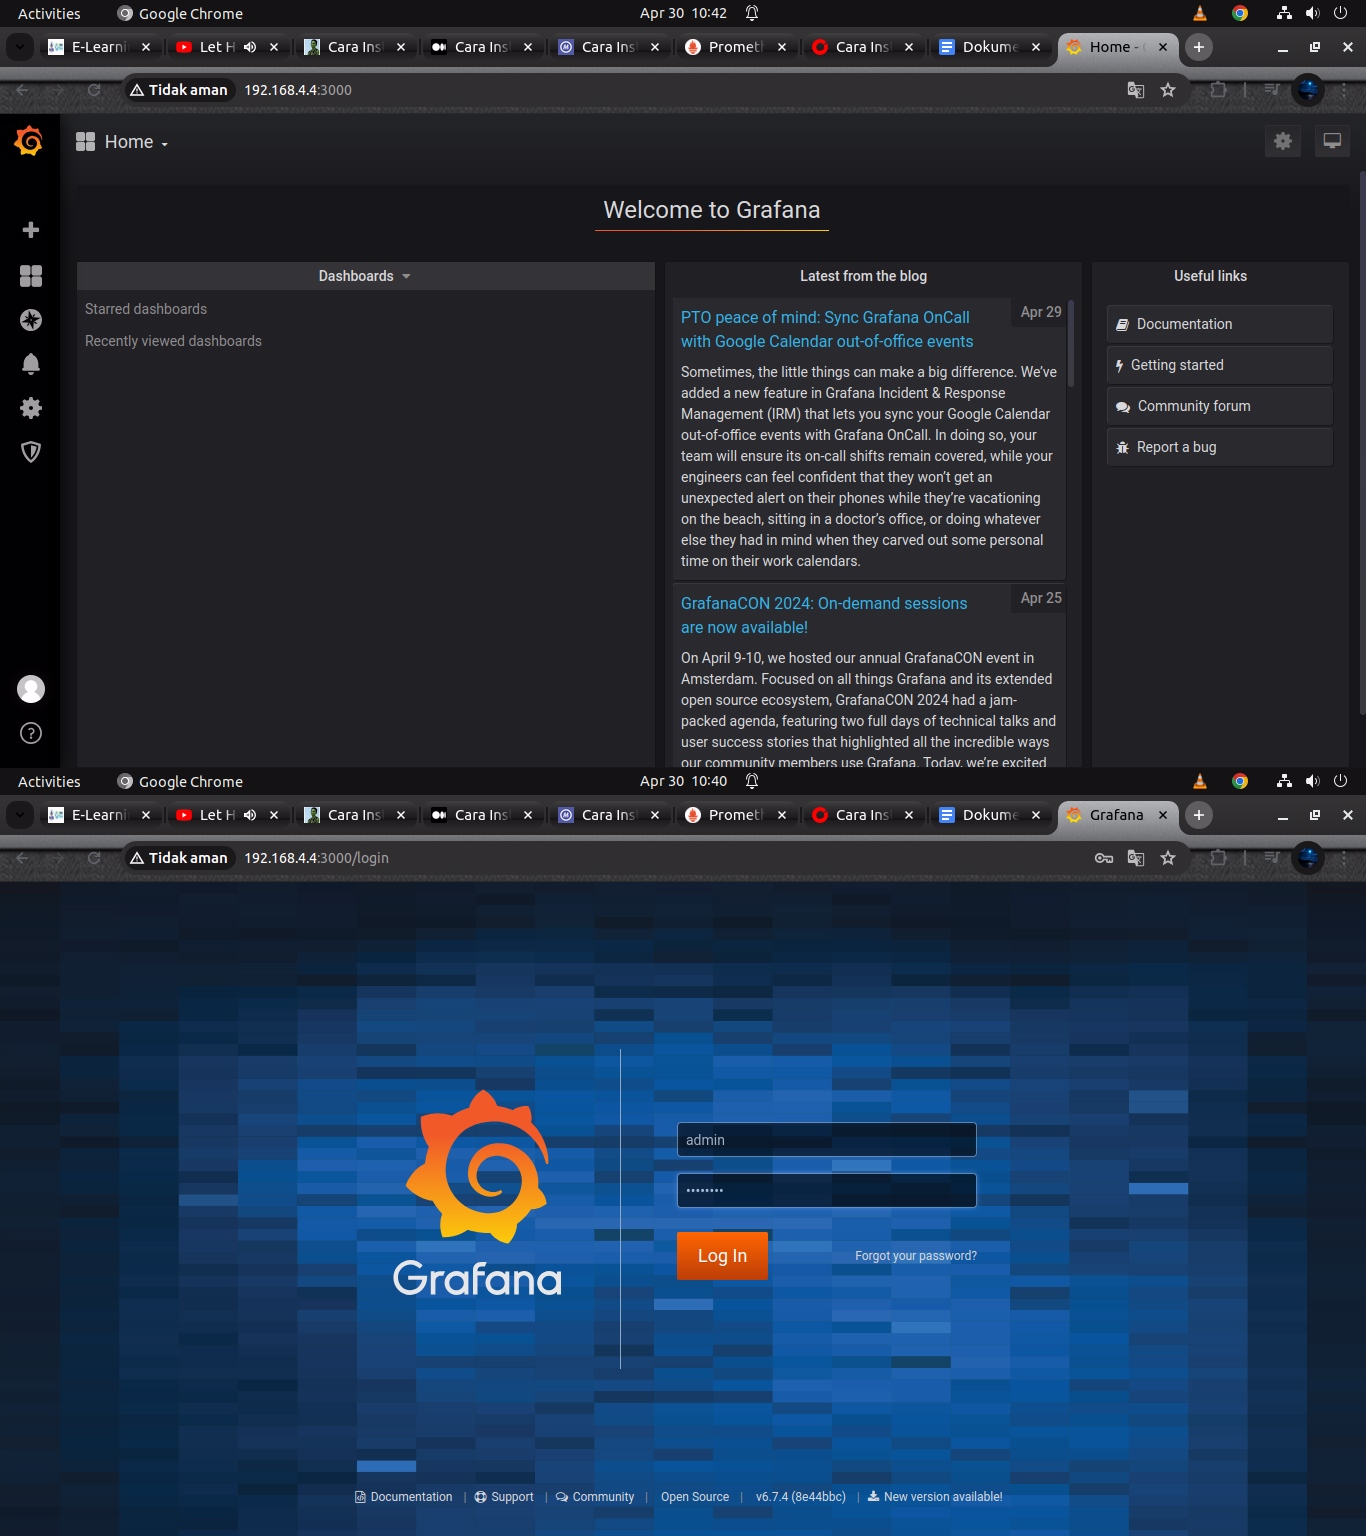 Activities Google Chrome Apr 30 10:42
E-Learni Let H Cara Ins Cara Ins Cara Ins Prometh Cara Ins Dokume Home -
Tidak aman 192.168.4.4:3000
Home
Welcome to Grafana
Dashboards
Starred dashboards
Recently viewed dashboards
Latest from the blog
PTO peace of mind: Sync Grafana OnCall
with Google Calendar out-of-office events
Apr 29
Sometimes, the little things can make a big difference. We’ve
added a new feature in Grafana Incident & Response
Management (IRM) that lets you sync your Google Calendar
out-of-office events with Grafana OnCall. In doing so, your
team will ensure its on-call shifts remain covered, while your
engineers can feel confident that they won’t get an
unexpected alert on their phones while they’re vacationing
on the beach, sitting in a doctor’s office, or doing whatever
else they had in mind when they carved out some personal
time on their work calendars.
GrafanaCON 2024: On-demand sessions
are now available!
Apr 25
On April 9-10, we hosted our annual GrafanaCON event in
Amsterdam. Focused on all things Grafana and its extended
open source ecosystem, GrafanaCON 2024 had a jam-
packed agenda, featuring two full days of technical talks and
user success stories that highlighted all the incredible ways
our community members use Grafana. Today, we’re excited
Useful links
Documentation
Getting started
Community forum
Report a bug
Activities Google Chrome Apr 30 10:40
E-Learni Let H Cara Ins Cara Ins Cara Ins Prometh Cara Ins Dokume Grafana
Tidak aman 192.168.4.4:3000/login
Grafana
admin
••••••••
Log In
Forgot your password?
Documentation | Support | Community | Open Source | v6.7.4 (8e44bbc) | New version available!